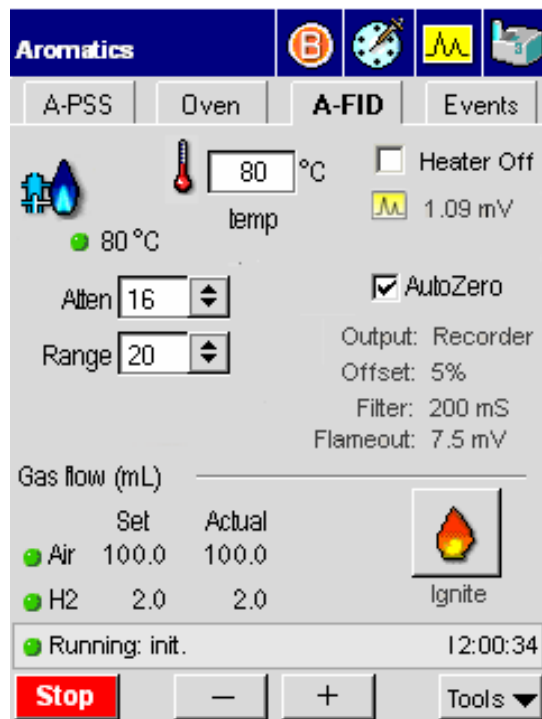 Aromatics B 3
A-PSS Oven A-FID Events
80 °C Heater Off
temp 1.09 mV
80 °C
Atten 16 AutoZero
Range 20 Output: Recorder
Offset: 5%
Filter: 200 mS
Flameout: 7.5 mV
Gas flow (mL)
Set Actual
Air 100.0 100.0
H2 2.0 2.0 Ignite
Running: init. 12:00:34
Stop − + Tools